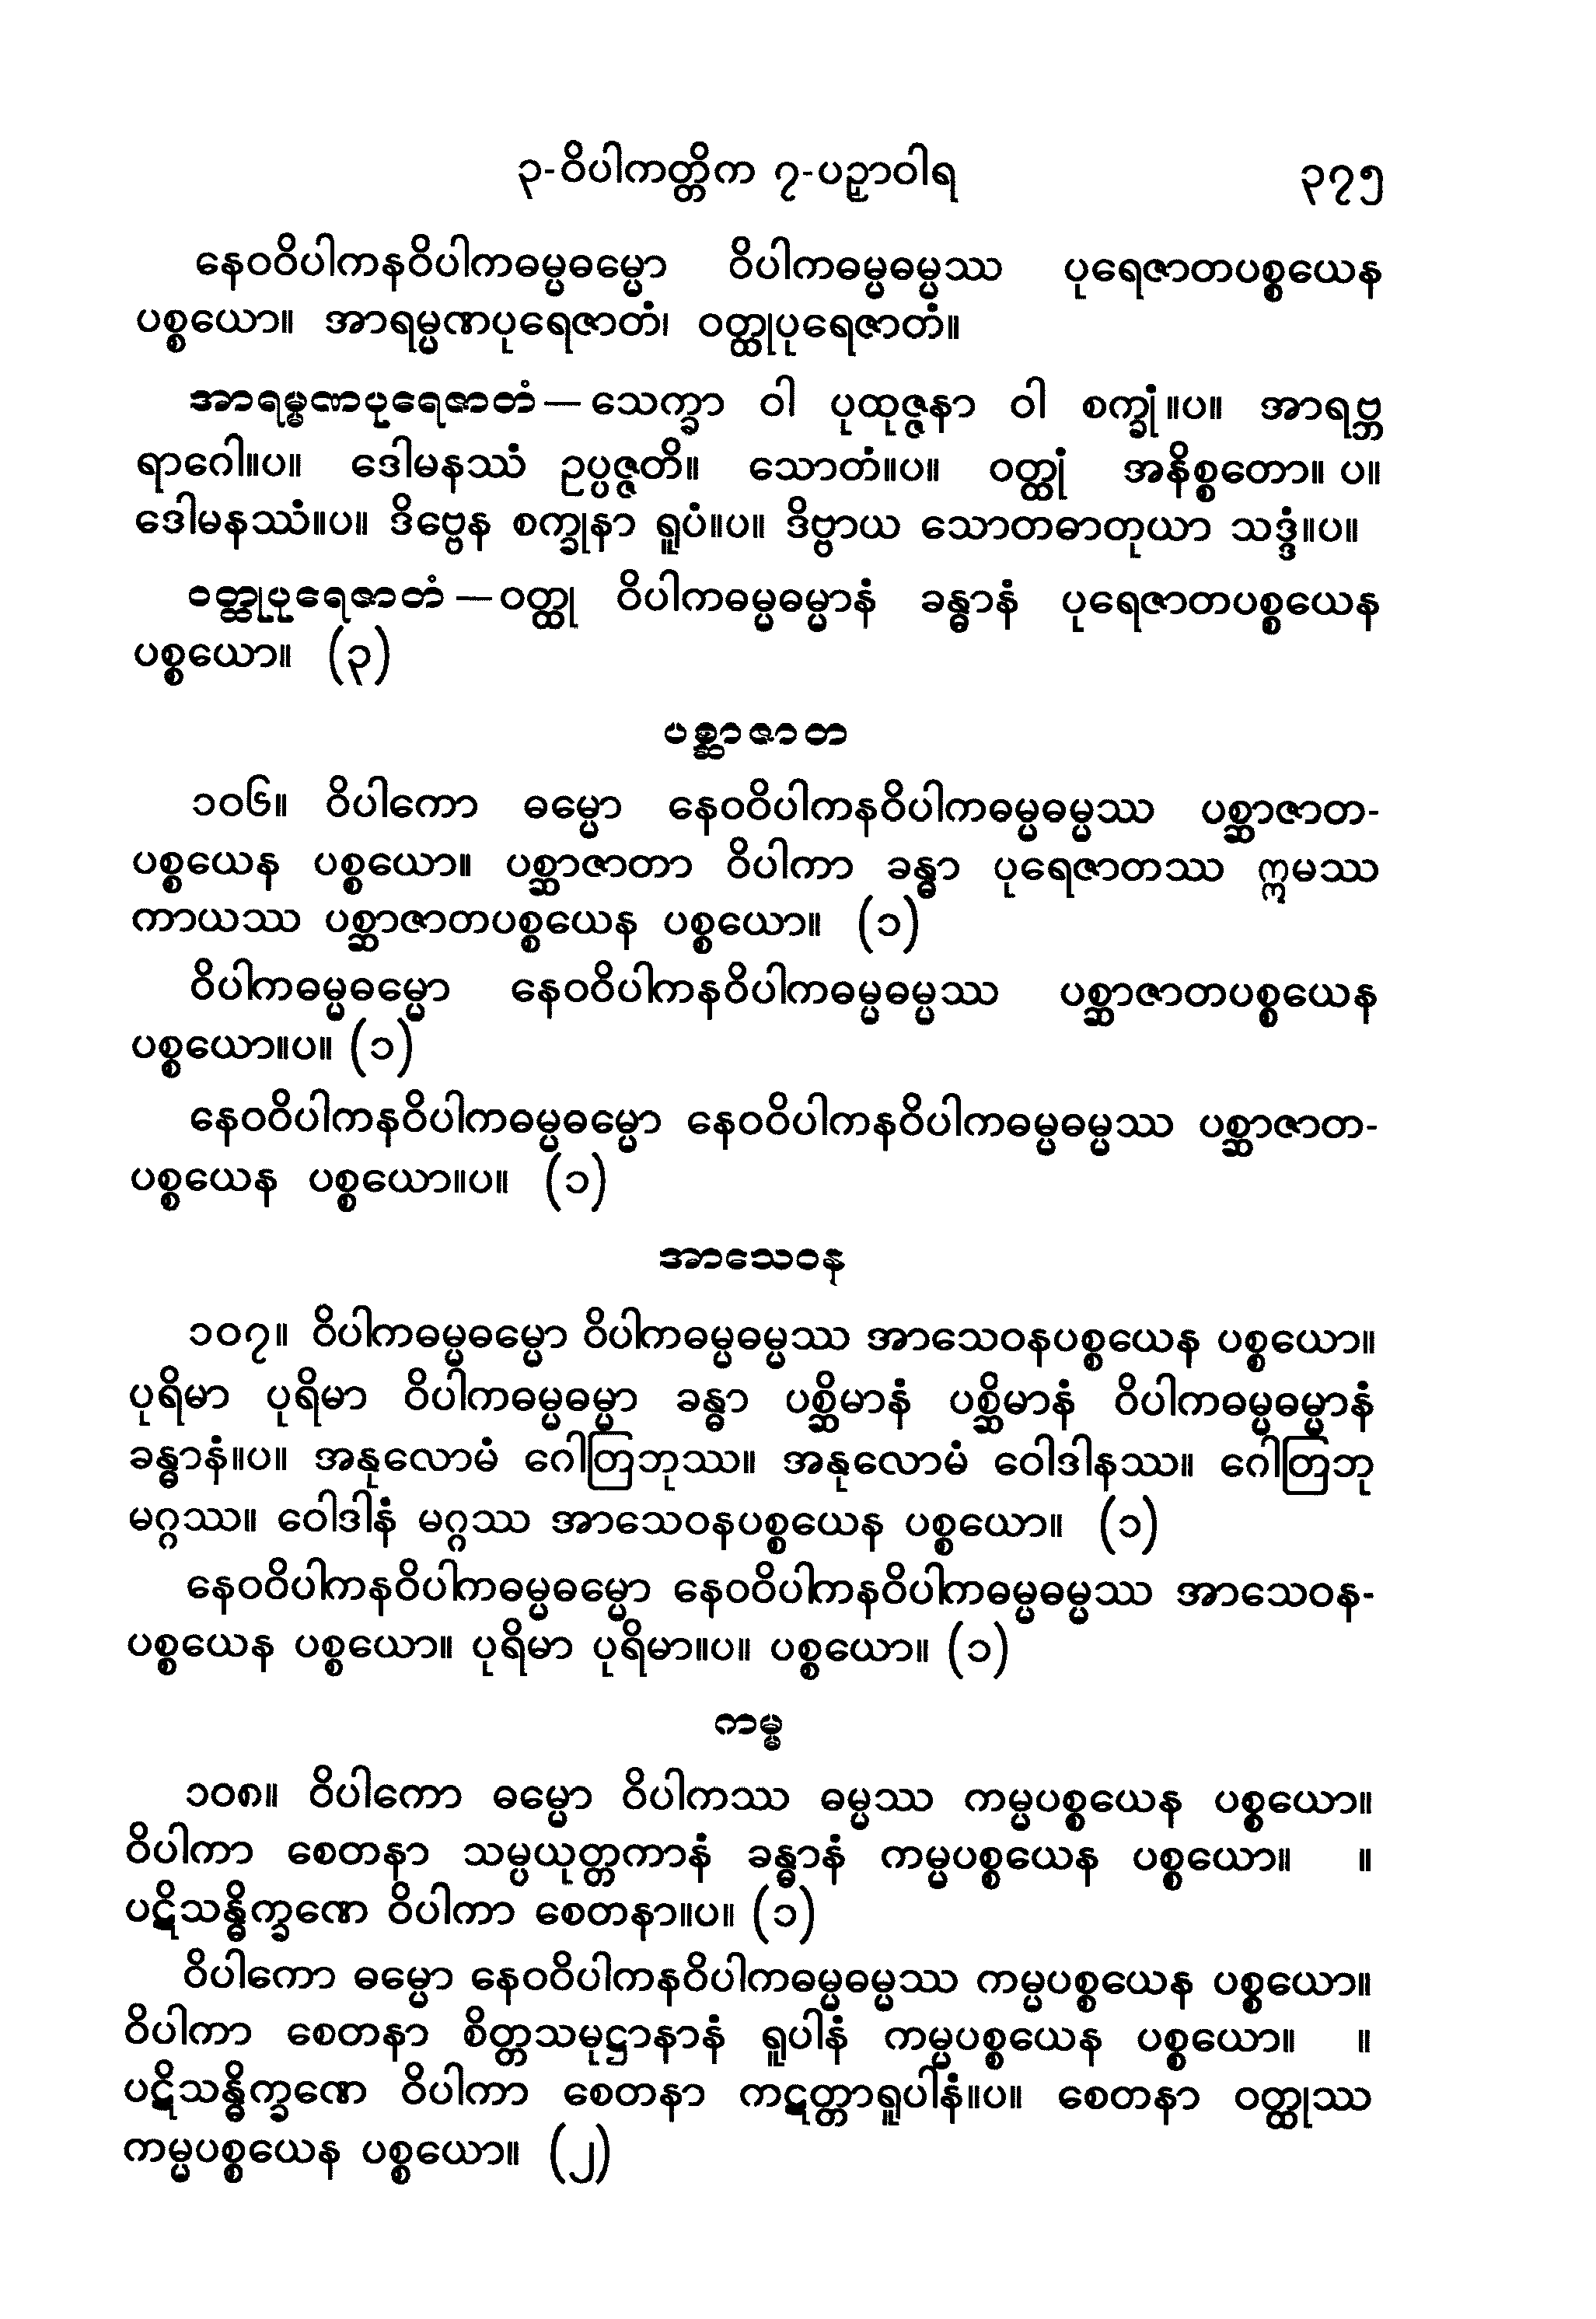 ၃-ဝိပါကတ္တိက ၇-ပဉှာဝါရ ၃၇၅
နေဝဝိပါကနဝိပါကဓမ္မဓမ္မော ဝိပါကဓမ္မဓမ္မဿ ပုရေဇာတပစ္စယေန
ပစ္စယော။ အာရမ္မဏပုရေဇာတံ၊ ဝတ္ထုပုရေဇာတံ။
အာရမ္မဏပုရေဇာတံ — သေက္ခာ ဝါ ပုထုဇ္ဇနာ ဝါ စက္ခုံ။ပ။ အာရဗ္ဘ
ရာဂေါ။ပ။ ဒေါမနဿံ ဥပ္ပဇ္ဇတိ။ သောတံ။ပ။ ဝတ္ထုံ အနိစ္စတော။ ပ။
ဒေါမနဿံ။ပ။ ဒိဗ္ဗေန စက္ခုနာ ရူပံ။ပ။ ဒိဗ္ဗာယ သောတဓာတုယာ သဒ္ဒံ။ပ။
ဝတ္ထုပုရေဇာတံ — ဝတ္ထု ဝိပါကဓမ္မဓမ္မာနံ ခန္ဓာနံ ပုရေဇာတပစ္စယေန
ပစ္စယော။ (၃)
ပစ္ဆာဇာတ
၁၀၆။ ဝိပါကော ဓမ္မော နေဝဝိပါကနဝိပါကဓမ္မဓမ္မဿ ပစ္ဆာဇာတ-
ပစ္စယေန ပစ္စယော။ ပစ္ဆာဇာတာ ဝိပါကာ ခန္ဓာ ပုရေဇာတဿ ဣမဿ
ကာယဿ ပစ္ဆာဇာတပစ္စယေန ပစ္စယော။ (၁)
ဝိပါကဓမ္မဓမ္မော နေဝဝိပါကနဝိပါကဓမ္မဓမ္မဿ ပစ္ဆာဇာတပစ္စယေန
ပစ္စယော။ပ။ (၁)
နေဝဝိပါကနဝိပါကဓမ္မဓမ္မော နေဝဝိပါကနဝိပါကဓမ္မဓမ္မဿ ပစ္ဆာဇာတ-
ပစ္စယေန ပစ္စယော။ပ။ (၁)
အာသေဝန
၁၀၇။ ဝိပါကဓမ္မဓမ္မော ဝိပါကဓမ္မဓမ္မဿ အာသေဝနပစ္စယေန ပစ္စယော။
ပုရိမာ ပုရိမာ ဝိပါကဓမ္မဓမ္မာ ခန္ဓာ ပစ္ဆိမာနံ ပစ္ဆိမာနံ ဝိပါကဓမ္မဓမ္မာနံ
ခန္ဓာနံ။ပ။ အနုလောမံ ဂေါတြဘုဿ။ အနုလောမံ ဝေါဒါနဿ။ ဂေါတြဘု
မဂ္ဂဿ။ ဝေါဒါနံ မဂ္ဂဿ အာသေဝနပစ္စယေန ပစ္စယော။ (၁)
နေဝဝိပါကနဝိပါကဓမ္မဓမ္မော နေဝဝိပါကနဝိပါကဓမ္မဓမ္မဿ အာသေဝန-
ပစ္စယေန ပစ္စယော။ ပုရိမာ ပုရိမာ။ပ။ ပစ္စယော။ (၁)
ကမ္မ
၁၀၈။ ဝိပါကော ဓမ္မော ဝိပါကဿ ဓမ္မဿ ကမ္မပစ္စယေန ပစ္စယော။
ဝိပါကာ စေတနာ သမ္ပယုတ္တကာနံ ခန္ဓာနံ ကမ္မပစ္စယေန ပစ္စယော။ ။
ပဋိသန္ဓိက္ခဏေ ဝိပါကာ စေတနာ။ပ။ (၁)
ဝိပါကော ဓမ္မော နေဝဝိပါကနဝိပါကဓမ္မဓမ္မဿ ကမ္မပစ္စယေန ပစ္စယော။
ဝိပါကာ စေတနာ စိတ္တသမုဋ္ဌာနာနံ ရူပါနံ ကမ္မပစ္စယေန ပစ္စယော။ ။
ပဋိသန္ဓိက္ခဏေ ဝိပါကာ စေတနာ ကဋတ္တာရူပါနံ။ပ။ စေတနာ ဝတ္ထုဿ
ကမ္မပစ္စယေန ပစ္စယော။ (၂)